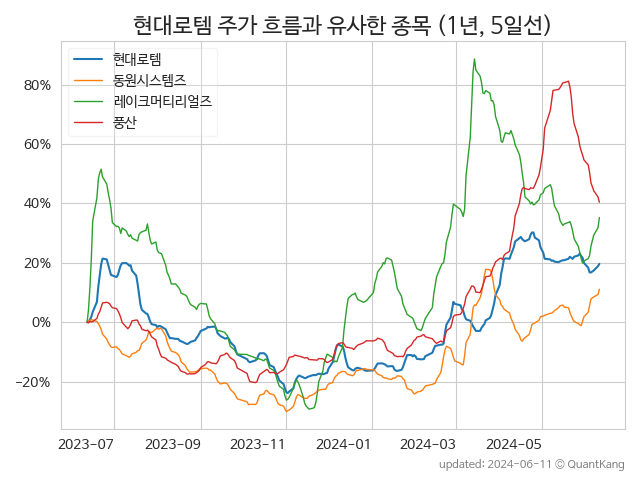 현대로템 주가 흐름과 유사한 종목 (1년, 5일선)
현대로템
동원시스템즈
레이크머티리얼즈
풍산
80%
60%
40%
20%
0%
−20%
2023−07 2023−09 2023−11 2024−01 2024−03 2024−05
updated: 2024−06−11 © QuantKang